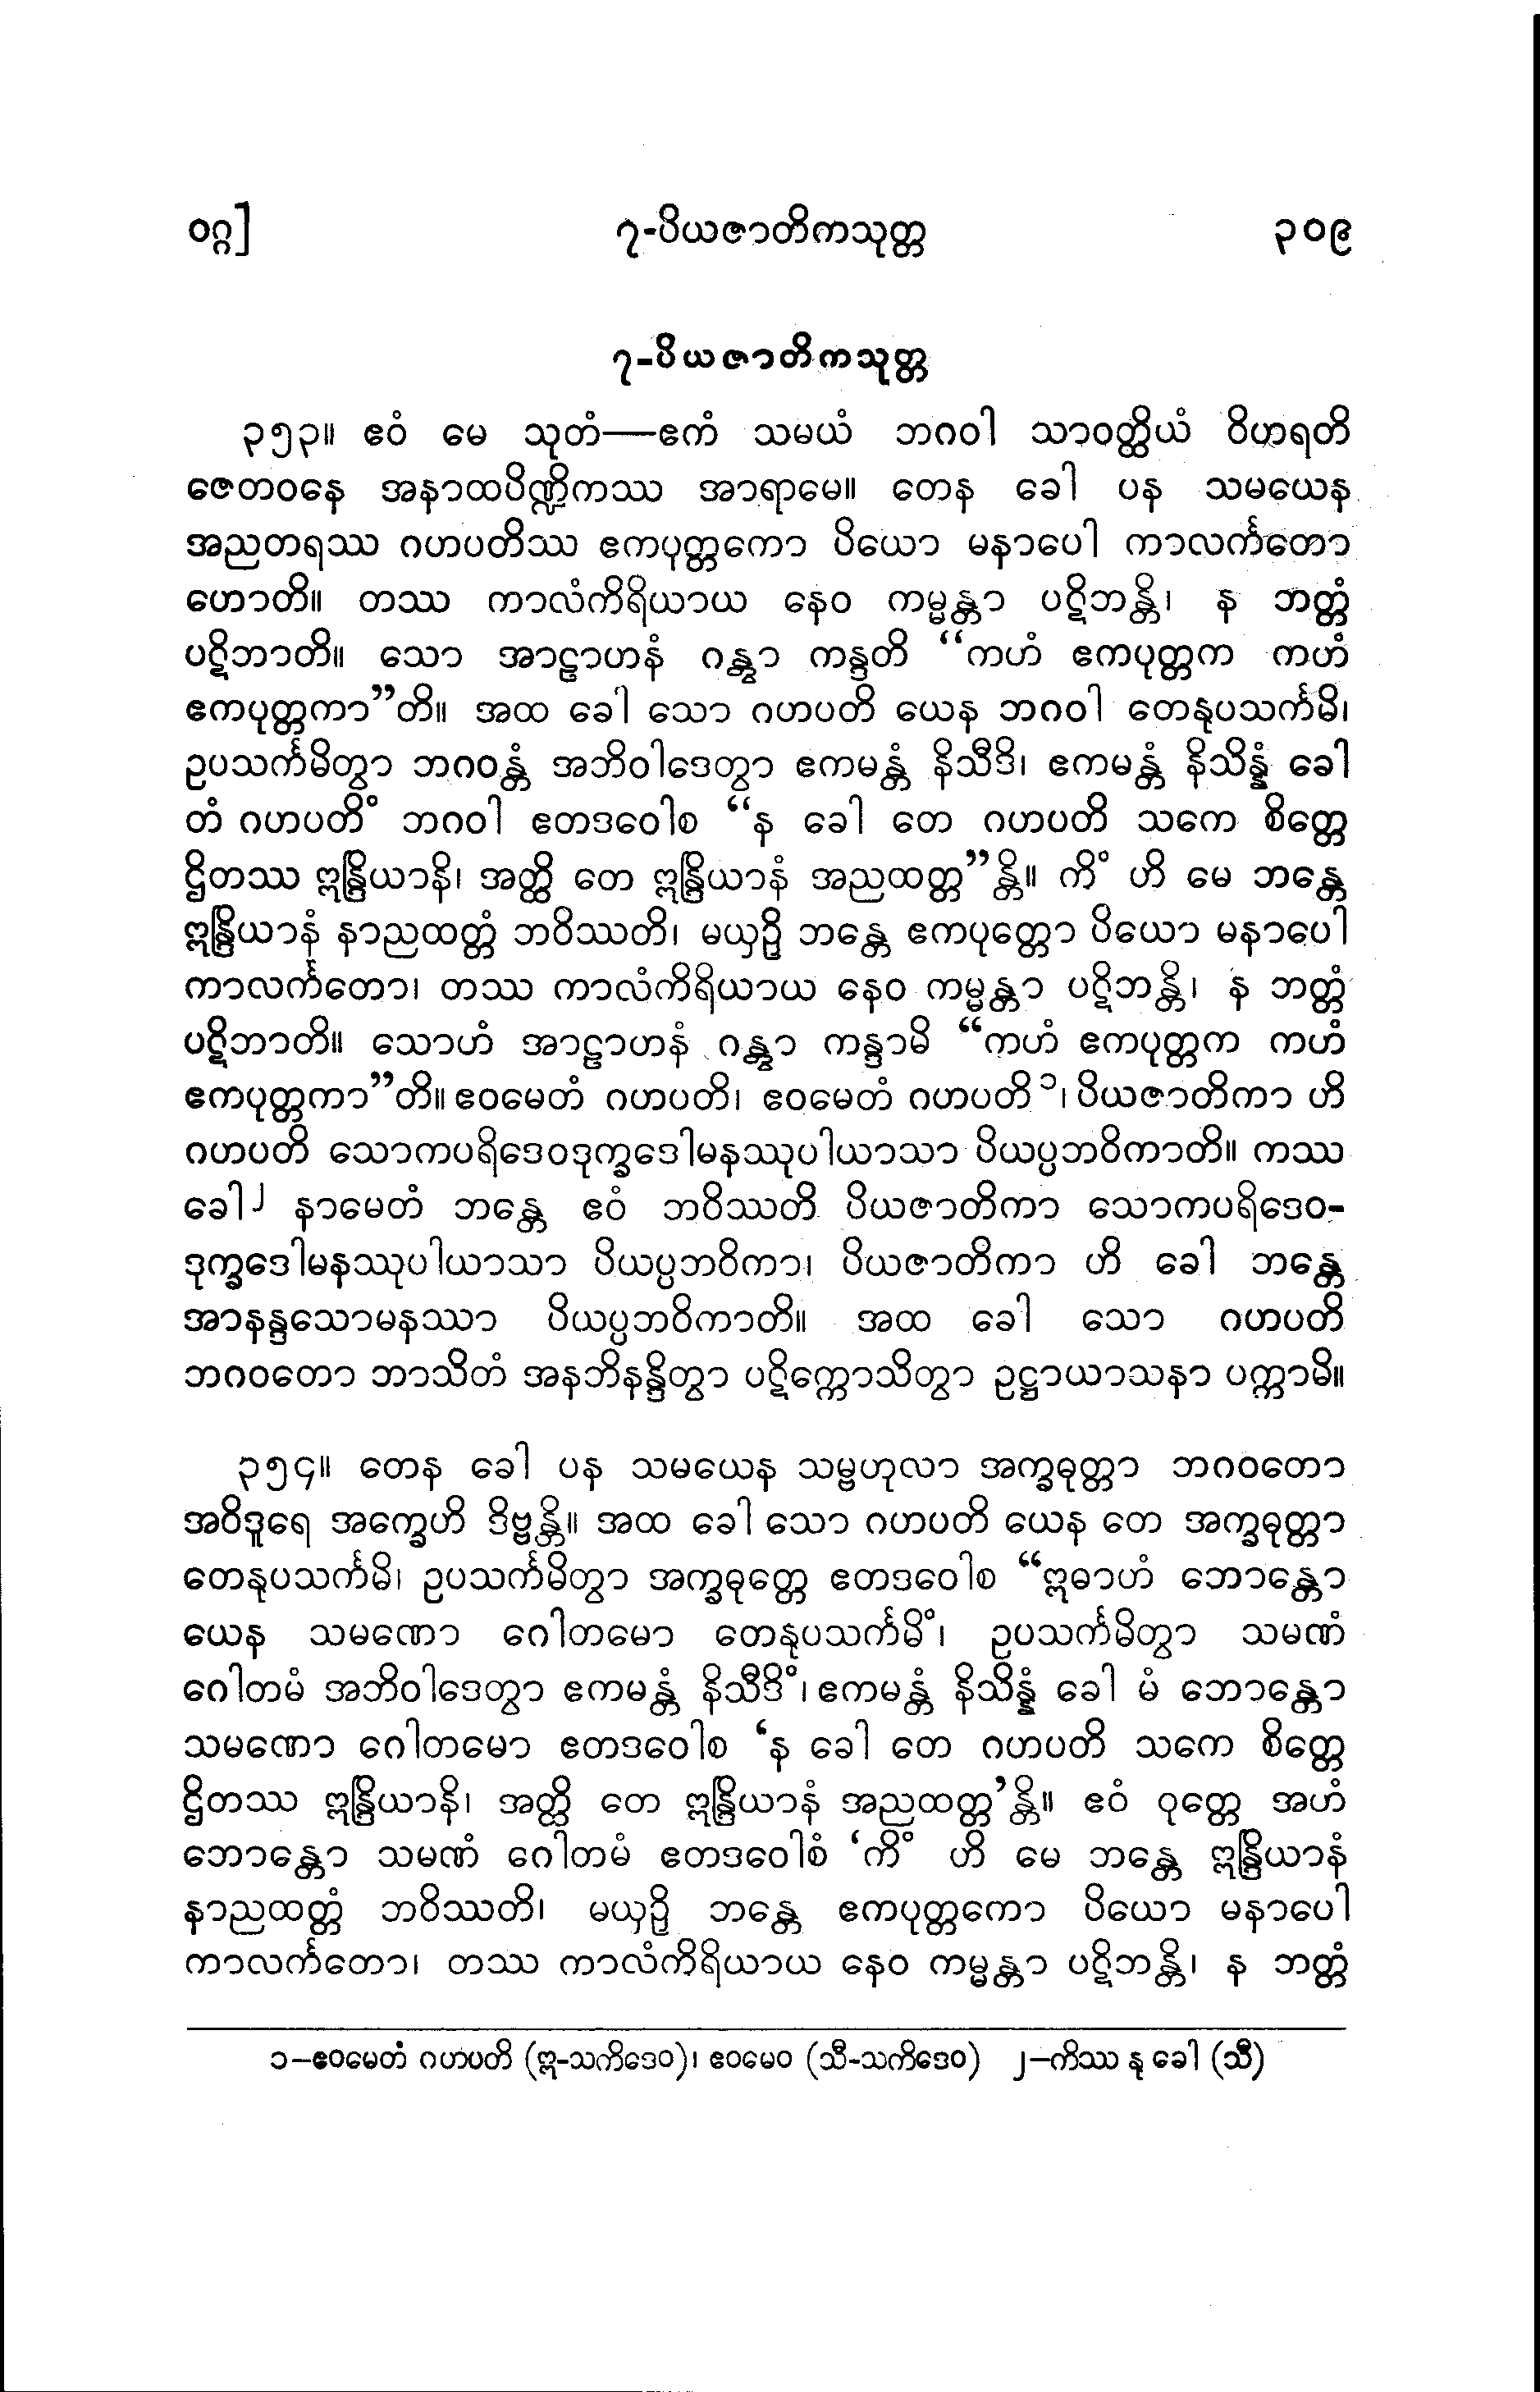 ဝဂ္ဂ] ၇-ပိယဇာတိကသုတ္တ ၃၀၉
၇-ပိယဇာတိကသုတ္တ
၃၅၃။ ဧဝံ မေ သုတံ—ဧကံ သမယံ ဘဂဝါ သာဝတ္ထိယံ ဝိဟရတိ
ဇေတဝနေ အနာထပိဏ္ဍိကဿ အာရာမေ။ တေန ခေါ ပန သမယေန
အညတရဿ ဂဟပတိဿ ဧကပုတ္တကော ပိယော မနာပေါ ကာလင်္ကတော
ဟောတိ။ တဿ ကာလံကိရိယာယ နေဝ ကမ္မန္တာ ပဋိဘန္တိ၊ န ဘတ္တံ
ပဋိဘာတိ။ သော အာဠာဟနံ ဂန္တွာ ကန္ဒတိ “ကဟံ ဧကပုတ္တက ကဟံ
ဧကပုတ္တကာ”တိ။ အထ ခေါ သော ဂဟပတိ ယေန ဘဂဝါ တေနုပသင်္ကမိ၊
ဥပသင်္ကမိတွာ ဘဂဝန္တံ အဘိဝါဒေတွာ ဧကမန္တံ နိသီဒိ၊ ဧကမန္တံ နိသိန္နံ ခေါ
တံ ဂဟပတိံ ဘဂဝါ ဧတဒဝေါစ “န ခေါ တေ ဂဟပတိ သကေ စိတ္တေ
ဌိတဿ ဣန္ဒြိယာနိ၊ အတ္ထိ တေ ဣန္ဒြိယာနံ အညထတ္တ”န္တိ။ ကိံ ဟိ မေ ဘန္တေ
ဣန္ဒြိယာနံ နာညထတ္တံ ဘဝိဿတိ၊ မယှဉှိ ဘန္တေ ဧကပုတ္တော ပိယော မနာပေါ
ကာလင်္ကတော၊ တဿ ကာလံကိရိယာယ နေဝ ကမ္မန္တာ ပဋိဘန္တိ၊ န ဘတ္တံ
ပဋိဘာတိ။ သောဟံ အာဠာဟနံ ဂန္တွာ ကန္ဒာမိ “ကဟံ ဧကပုတ္တက ကဟံ
ဧကပုတ္တကာ”တိ။ ဧဝမေတံ ဂဟပတိ၊ ဧဝမေတံ ဂဟပတိ၁၊ ပိယဇာတိကာ ဟိ
ဂဟပတိ သောကပရိဒေဝဒုက္ခဒေါမနဿုပါယာသာ ပိယပ္ပဘဝိကာတိ။ ကဿ
ခေါ၂ နာမေတံ ဘန္တေ ဧဝံ ဘဝိဿတိ ပိယဇာတိကာ သောကပရိဒေဝ-
ဒုက္ခဒေါမနဿုပါယာသာ ပိယပ္ပဘဝိကာ၊ ပိယဇာတိကာ ဟိ ခေါ ဘန္တေ
အာနန္ဒသောမနဿာ ပိယပ္ပဘဝိကာတိ။ အထ ခေါ သော ဂဟပတိ
ဘဂဝတော ဘာသိတံ အနဘိနန္ဒိတွာ ပဋိက္ကောသိတွာ ဥဋ္ဌာယာသနာ ပက္ကာမိ။
၃၅၄။ တေန ခေါ ပန သမယေန သမ္ဗဟုလာ အက္ခဓုတ္တာ ဘဂဝတော
အဝိဒူရေ အက္ခေဟိ ဒိဗ္ဗန္တိ။ အထ ခေါ သော ဂဟပတိ ယေန တေ အက္ခဓုတ္တာ
တေနုပသင်္ကမိ၊ ဥပသင်္ကမိတွာ အက္ခဓုတ္တေ ဧတဒဝေါစ “ဣဓာဟံ ဘောန္တော
ယေန သမဏော ဂေါတမော တေနုပသင်္ကမိံ၊ ဥပသင်္ကမိတွာ သမဏံ
ဂေါတမံ အဘိဝါဒေတွာ ဧကမန္တံ နိသီဒိံ၊ ဧကမန္တံ နိသိန္နံ ခေါ မံ ဘောန္တော
သမဏော ဂေါတမော ဧတဒဝေါစ ‘န ခေါ တေ ဂဟပတိ သကေ စိတ္တေ
ဌိတဿ ဣန္ဒြိယာနိ၊ အတ္ထိ တေ ဣန္ဒြိယာနံ အညထတ္တ’န္တိ။ ဧဝံ ဝုတ္တေ အဟံ
ဘောန္တော သမဏံ ဂေါတမံ ဧတဒဝေါစံ ‘ကိံ ဟိ မေ ဘန္တေ ဣန္ဒြိယာနံ
နာညထတ္တံ ဘဝိဿတိ၊ မယှဉှိ ဘန္တေ ဧကပုတ္တကော ပိယော မနာပေါ
ကာလင်္ကတော၊ တဿ ကာလံကိရိယာယ နေဝ ကမ္မန္တာ ပဋိဘန္တိ၊ န ဘတ္တံ
၁–ဧဝမေတံ ဂဟပတိ (ဣ-သကိဒေဝ)၊ ဧဝမေဝ (သီ-သကိဒေဝ) ၂–ကိဿ နု ခေါ (သီ)